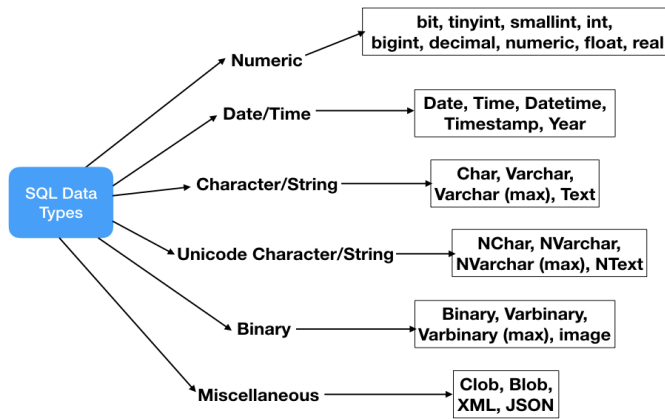 SQL Data
Types
Numeric
bit, tinyint, smallint, int,
bigint, decimal, numeric, float, real
Date/Time
Date, Time, Datetime,
Timestamp, Year
Character/String
Char, Varchar,
Varchar (max), Text
Unicode Character/String
NChar, NVarchar,
NVarchar (max), NText
Binary
Binary, Varbinary,
Varbinary (max), image
Miscellaneous
Clob, Blob,
XML, JSON